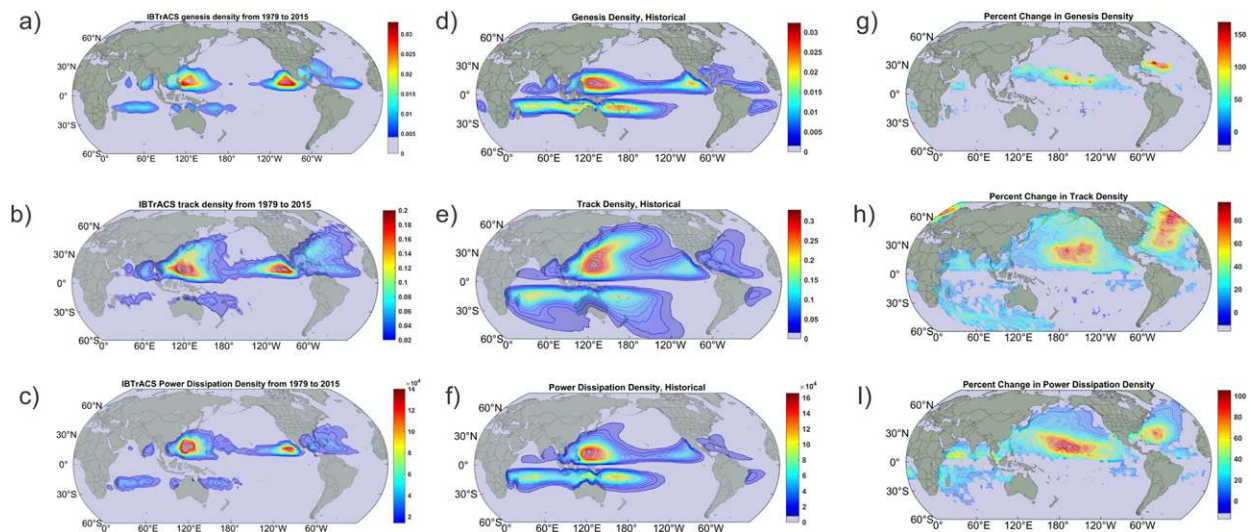 a)
IBTrACS genesis density from 1979 to 2015
60°N
30°N
0°
30°S
60°S
0° 60°E 120°E 180° 120°W 60°W
0.035
0.03
0.025
0.02
0.015
0.01
0.005
0
d)
Genesis Density, Historical
60°N
30°N
0°
30°S
60°S
0° 60°E 120°E 180° 120°W 60°W
0.03
0.025
0.02
0.015
0.01
0.005
0
g)
Percent Change in Genesis Density
60°N
30°N
0°
30°S
60°S
0° 60°E 120°E 180° 120°W 60°W
150
100
50
0
b)
IBTrACS track density from 1979 to 2015
60°N
30°N
0°
30°S
60°S
0° 60°E 120°E 180° 120°W 60°W
0.2
0.18
0.16
0.14
0.12
0.1
0.08
0.06
0.04
0.02
e)
Track Density, Historical
60°N
30°N
0°
30°S
60°S
0° 60°E 120°E 180° 120°W 60°W
0.3
0.25
0.2
0.15
0.1
0.05
0
h)
Percent Change in Track Density
60°N
30°N
0°
30°S
60°S
0° 60°E 120°E 180° 120°W 60°W
80
60
40
20
0
c)
IBTrACS Power Dissipation Density from 1979 to 2015
60°N
30°N
0°
30°S
60°S
0° 60°E 120°E 180° 120°W 60°W
×10⁴
14
12
10
8
6
4
2
f)
Power Dissipation Density, Historical
60°N
30°N
0°
30°S
60°S
0° 60°E 120°E 180° 120°W 60°W
×10⁴
16
14
12
10
8
6
4
2
0
I)
Percent Change in Power Dissipation Density
60°N
30°N
0°
30°S
60°S
0° 60°E 120°E 180° 120°W 60°W
100
80
60
40
20
0